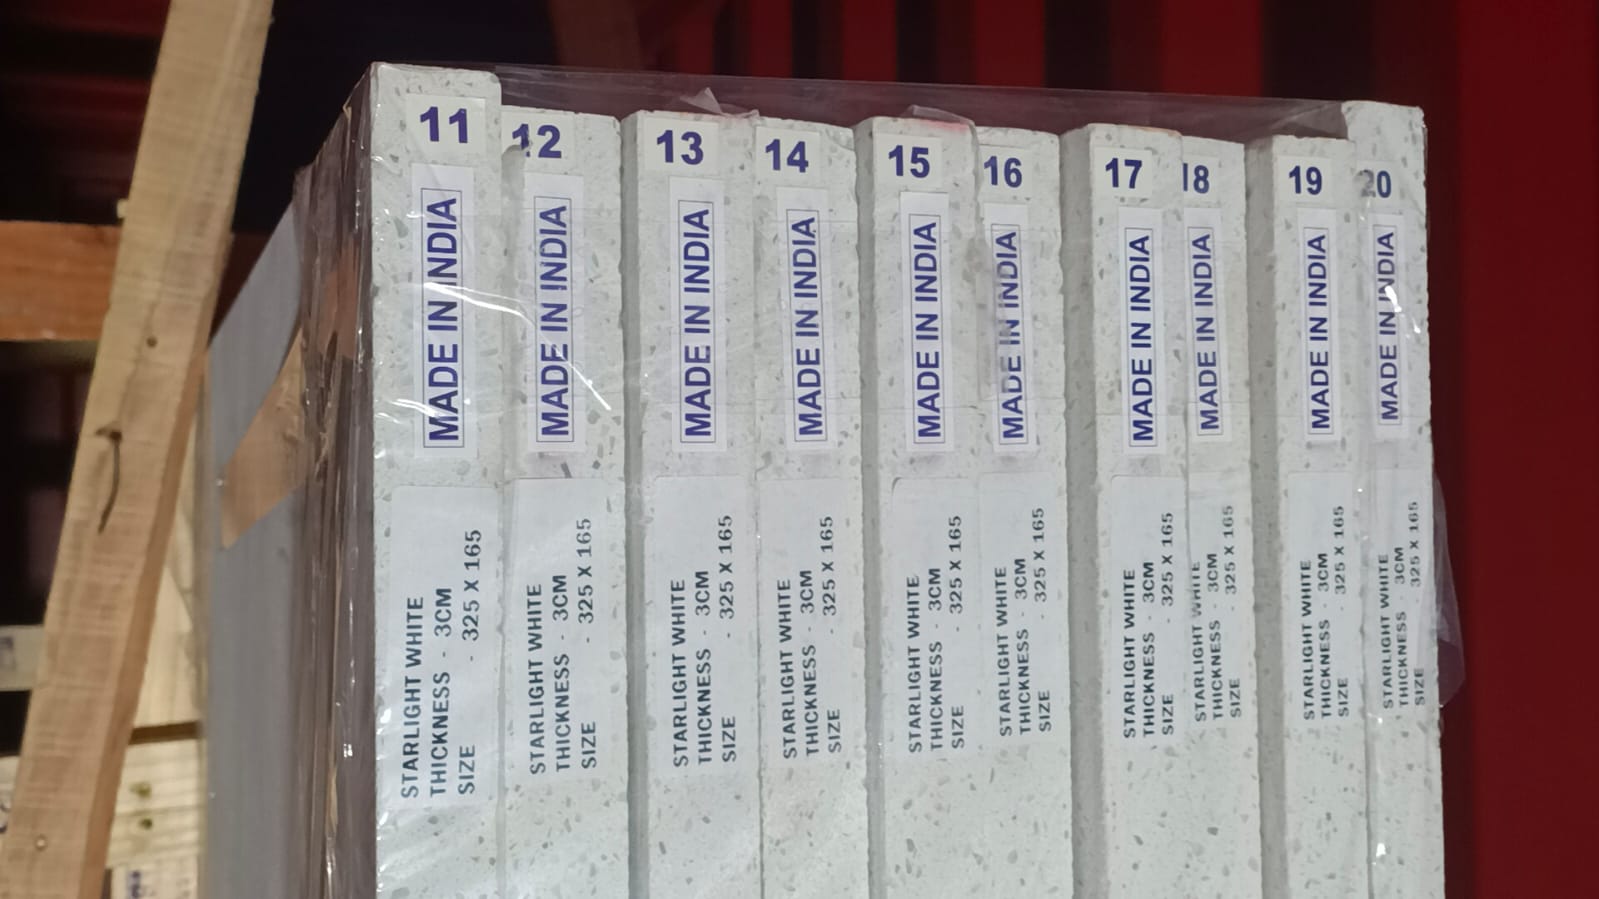 11
MADE IN INDIA
STARLIGHT WHITE
THICKNESS - 3CM
SIZE - 325 X 165
12
MADE IN INDIA
STARLIGHT WHITE
THICKNESS - 3CM
SIZE - 325 X 165
13
MADE IN INDIA
STARLIGHT WHITE
THICKNESS - 3CM
SIZE - 325 X 165
14
MADE IN INDIA
STARLIGHT WHITE
THICKNESS - 3CM
SIZE - 325 X 165
15
MADE IN INDIA
STARLIGHT WHITE
THICKNESS - 3CM
SIZE - 325 X 165
16
MADE IN INDIA
STARLIGHT WHITE
THICKNESS - 3CM
SIZE - 325 X 165
17
MADE IN INDIA
STARLIGHT WHITE
THICKNESS - 3CM
SIZE - 325 X 165
18
MADE IN INDIA
STARLIGHT WHITE
THICKNESS - 3CM
SIZE - 325 X 165
19
MADE IN INDIA
STARLIGHT WHITE
THICKNESS - 3CM
SIZE - 325 X 165
20
MADE IN INDIA
STARLIGHT WHITE
THICKNESS - 3CM
SIZE - 325 X 165